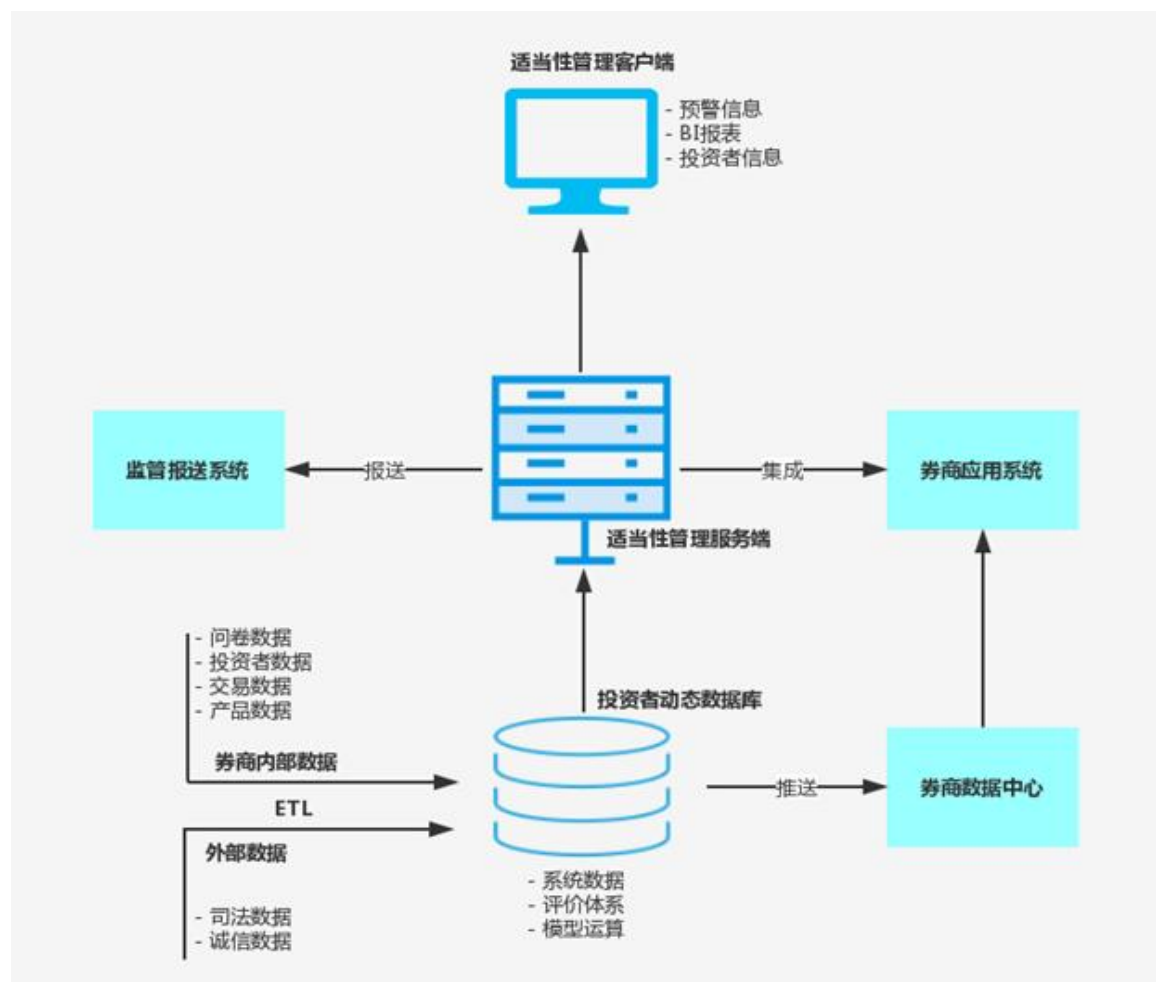 适当性管理客户端
- 预警信息
- BI报表
- 投资者信息
监管报送系统
报送
集成
券商应用系统
适当性管理服务端
- 问卷数据
- 投资者数据
- 交易数据
- 产品数据
券商内部数据
ETL
外部数据
- 司法数据
- 诚信数据
投资者动态数据库
推送
券商数据中心
- 系统数据
- 评价体系
- 模型运算